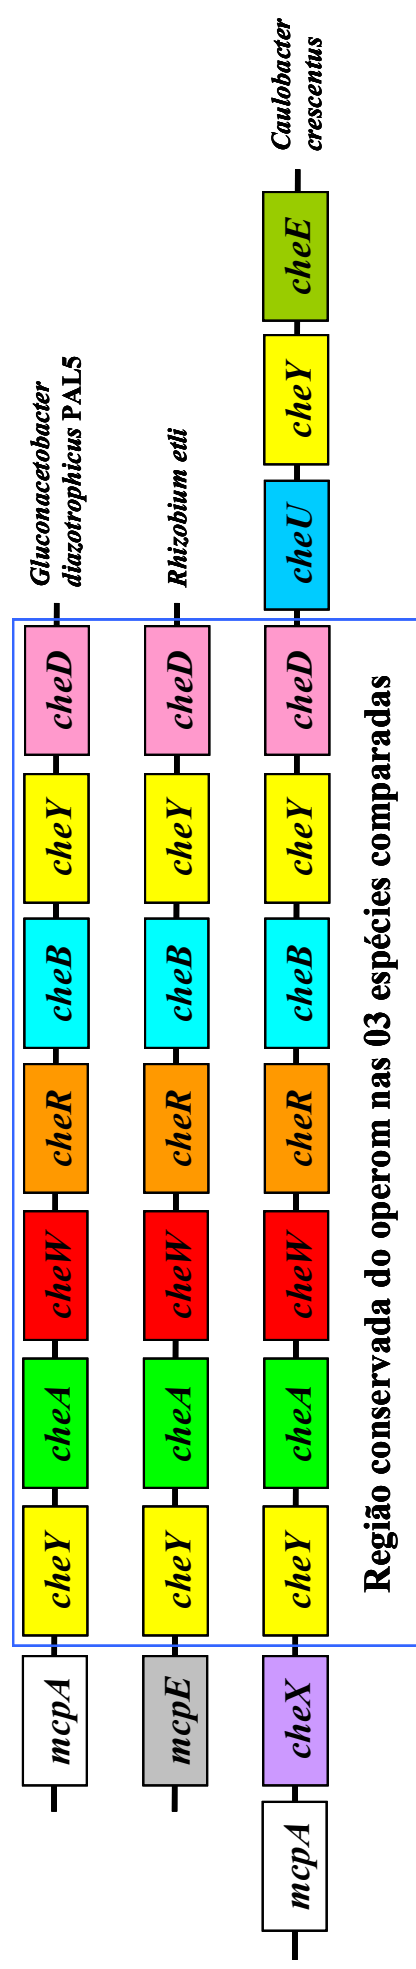 mcpA cheY cheA cheW cheR cheB cheY cheD Gluconacetobacter
diazotrophicus PAL5
mcpE cheY cheA cheW cheR cheB cheY cheD Rhizobium etli
mcpA cheX cheY cheA cheW cheR cheB cheY cheD cheU cheY cheE Caulobacter
crescentus
Região conservada do operom nas 03 espécies comparadas